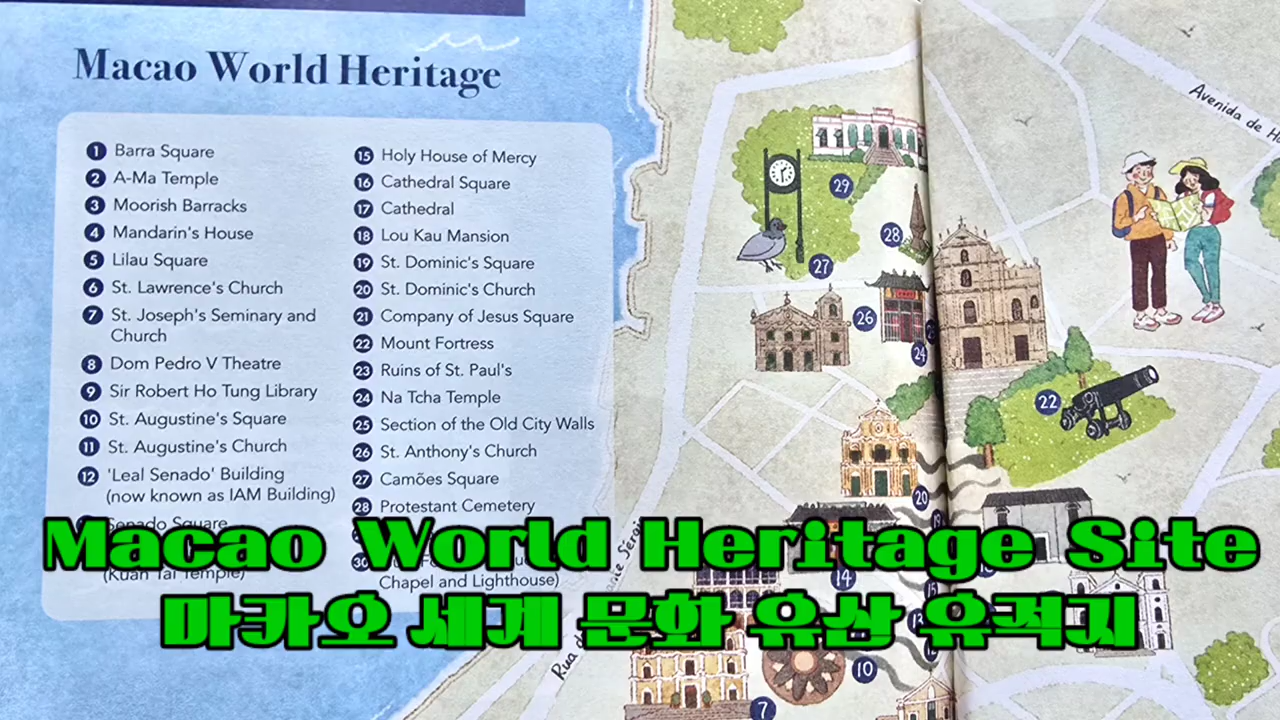 Macao World Heritage
1 Barra Square
2 A-Ma Temple
3 Moorish Barracks
4 Mandarin's House
5 Lilau Square
6 St. Lawrence's Church
7 St. Joseph's Seminary and
Church
8 Dom Pedro V Theatre
9 Sir Robert Ho Tung Library
10 St. Augustine's Square
11 St. Augustine's Church
12 'Leal Senado' Building
(now known as IAM Building)
Senado Square
(Kuan Tai Temple)
15 Holy House of Mercy
16 Cathedral Square
17 Cathedral
18 Lou Kau Mansion
19 St. Dominic's Square
20 St. Dominic's Church
21 Company of Jesus Square
22 Mount Fortress
23 Ruins of St. Paul's
24 Na Tcha Temple
25 Section of the Old City Walls
26 St. Anthony's Church
27 Camões Square
28 Protestant Cemetery
30
Chapel and Lighthouse)
Avenida de
29
28
27
26
24
22
20
14
10
7
Rua
Macao World Heritage Site
마카오 세계 문화 유산 유적지